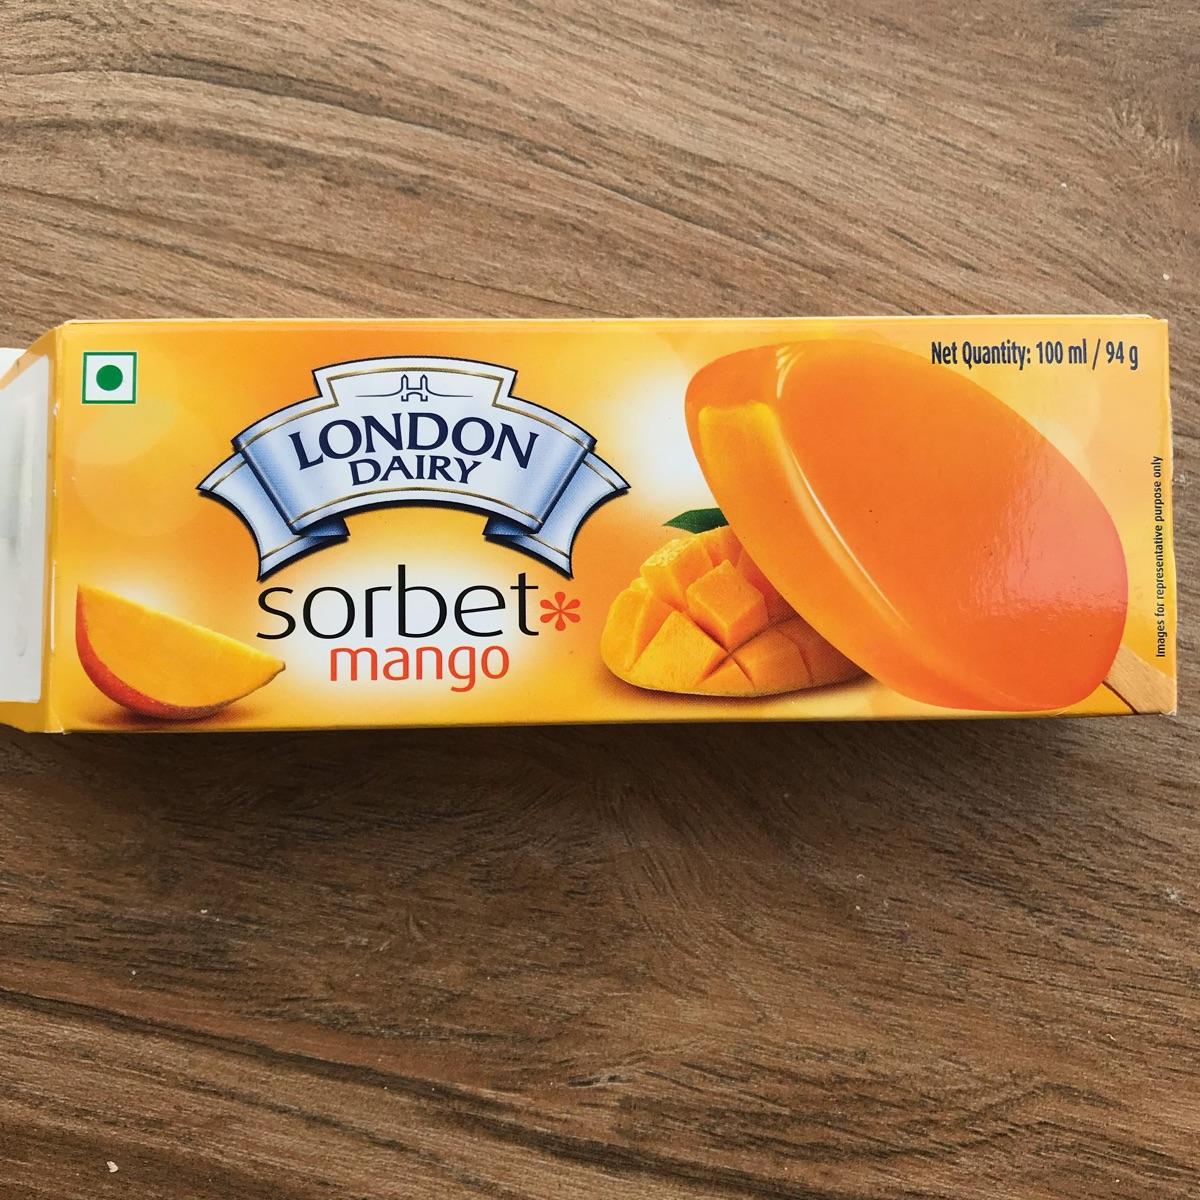 LONDON
DAIRY
sorbet*
mango
Net Quantity: 100 ml / 94 g
Images for representative purpose only